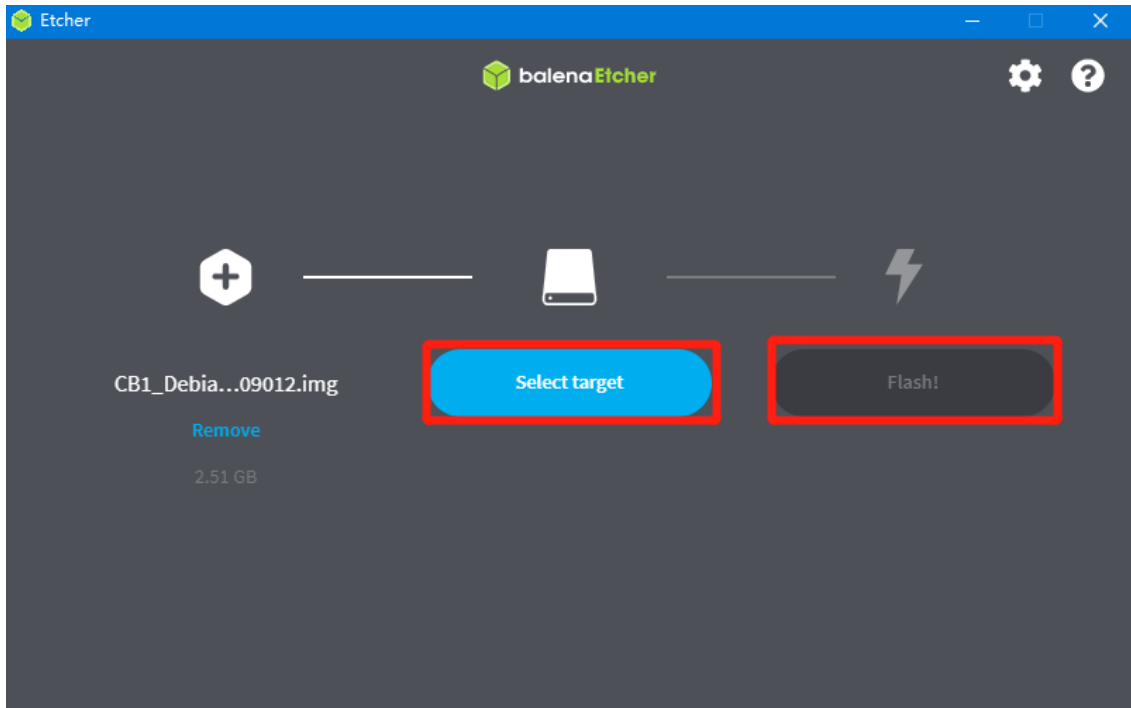 Etcher
balenaEtcher
CB1_Debia...09012.img
Select target
Flash!
Remove
2.51 GB